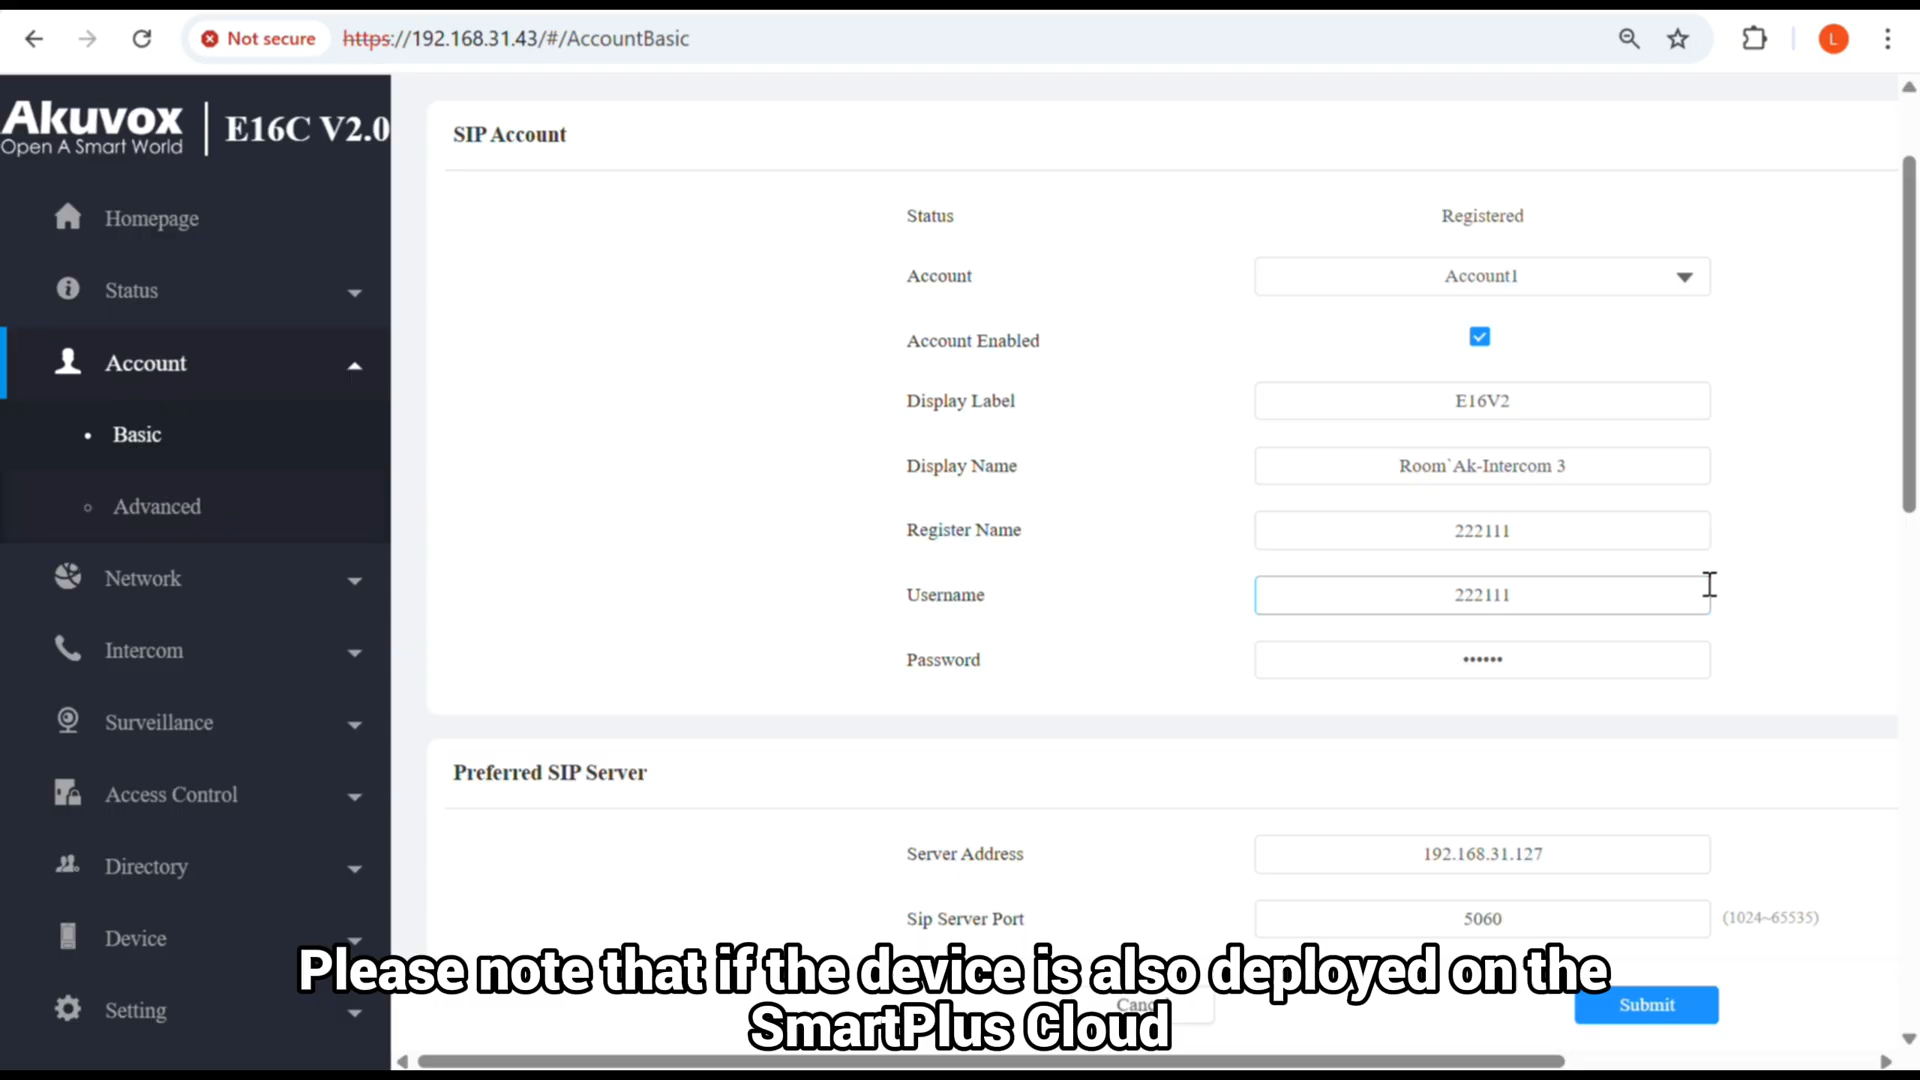 Not secure
https://192.168.31.43/#/AccountBasic
L
Akuvox
Open A Smart World
E16C V2.0
Homepage
Status
Account
Basic
Advanced
Network
Intercom
Surveillance
Access Control
Directory
Device
Setting
SIP Account
Status Registered
Account Account1
Account Enabled
Display Label E16V2
Display Name Room`Ak-Intercom 3
Register Name 222111
Username 222111
Password ••••••
Preferred SIP Server
Server Address 192.168.31.127
Sip Server Port 5060 (1024~65535)
Submit
Please note that if the device is also deployed on the
SmartPlus Cloud